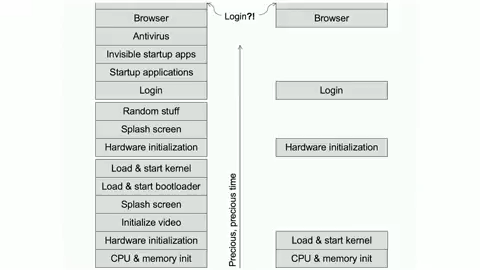 Browser
Antivirus
Invisible startup apps
Startup applications
Login
Random stuff
Splash screen
Hardware initialization
Load & start kernel
Load & start bootloader
Splash screen
Initialize video
Hardware initialization
CPU & memory init
Login?!
Precious, precious time
Browser
Login
Hardware initialization
Load & start kernel
CPU & memory init